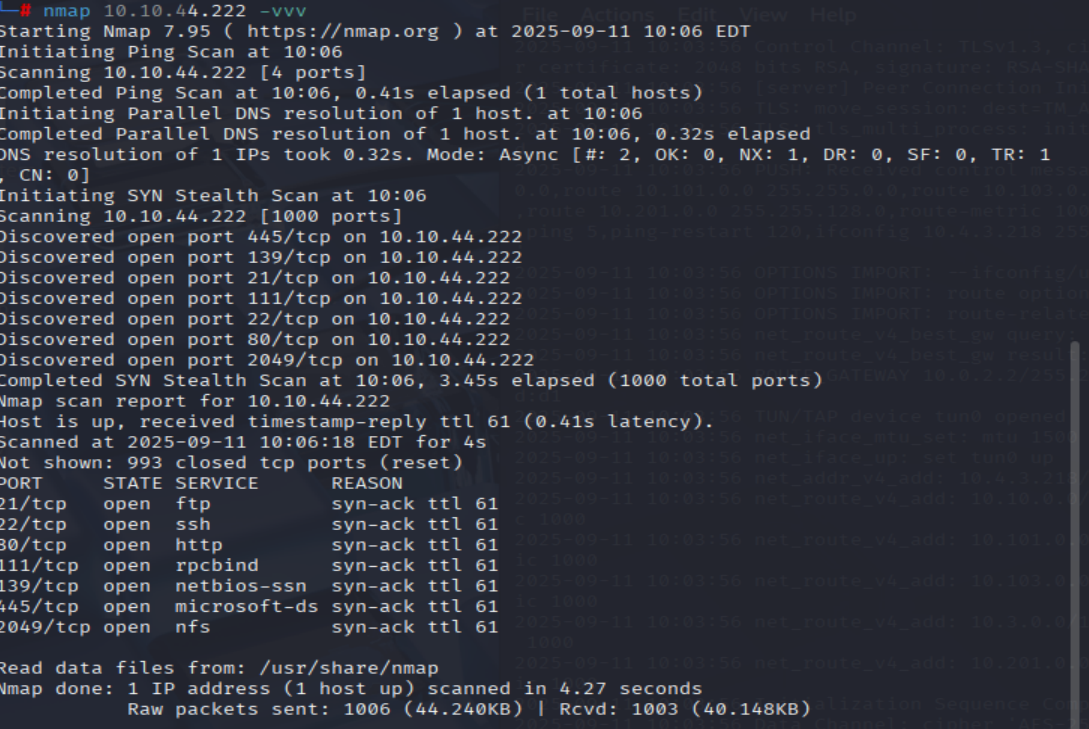 # nmap 10.10.44.222 -vvv
File Actions Edit View Help
Starting Nmap 7.95 ( https://nmap.org ) at 2025-09-11 10:06 EDT
Initiating Ping Scan at 10:06
Scanning 10.10.44.222 [4 ports]
Completed Ping Scan at 10:06, 0.41s elapsed (1 total hosts)
Initiating Parallel DNS resolution of 1 host. at 10:06
Completed Parallel DNS resolution of 1 host. at 10:06, 0.32s elapsed
DNS resolution of 1 IPs took 0.32s. Mode: Async [#: 2, OK: 0, NX: 1, DR: 0, SF: 0, TR: 1
, CN: 0]
Initiating SYN Stealth Scan at 10:06
Scanning 10.10.44.222 [1000 ports]
Discovered open port 445/tcp on 10.10.44.222
Discovered open port 139/tcp on 10.10.44.222
Discovered open port 21/tcp on 10.10.44.222
Discovered open port 111/tcp on 10.10.44.222
Discovered open port 22/tcp on 10.10.44.222
Discovered open port 80/tcp on 10.10.44.222
Discovered open port 2049/tcp on 10.10.44.222
Completed SYN Stealth Scan at 10:06, 3.45s elapsed (1000 total ports)
Nmap scan report for 10.10.44.222
Host is up, received timestamp-reply ttl 61 (0.41s latency).
Scanned at 2025-09-11 10:06:18 EDT for 4s
Not shown: 993 closed tcp ports (reset)
PORT STATE SERVICE REASON
21/tcp open ftp syn-ack ttl 61
22/tcp open ssh syn-ack ttl 61
80/tcp open http syn-ack ttl 61
111/tcp open rpcbind syn-ack ttl 61
139/tcp open netbios-ssn syn-ack ttl 61
445/tcp open microsoft-ds syn-ack ttl 61
2049/tcp open nfs syn-ack ttl 61
Read data files from: /usr/share/nmap
Nmap done: 1 IP address (1 host up) scanned in 4.27 seconds
Raw packets sent: 1006 (44.240KB) | Rcvd: 1003 (40.148KB)